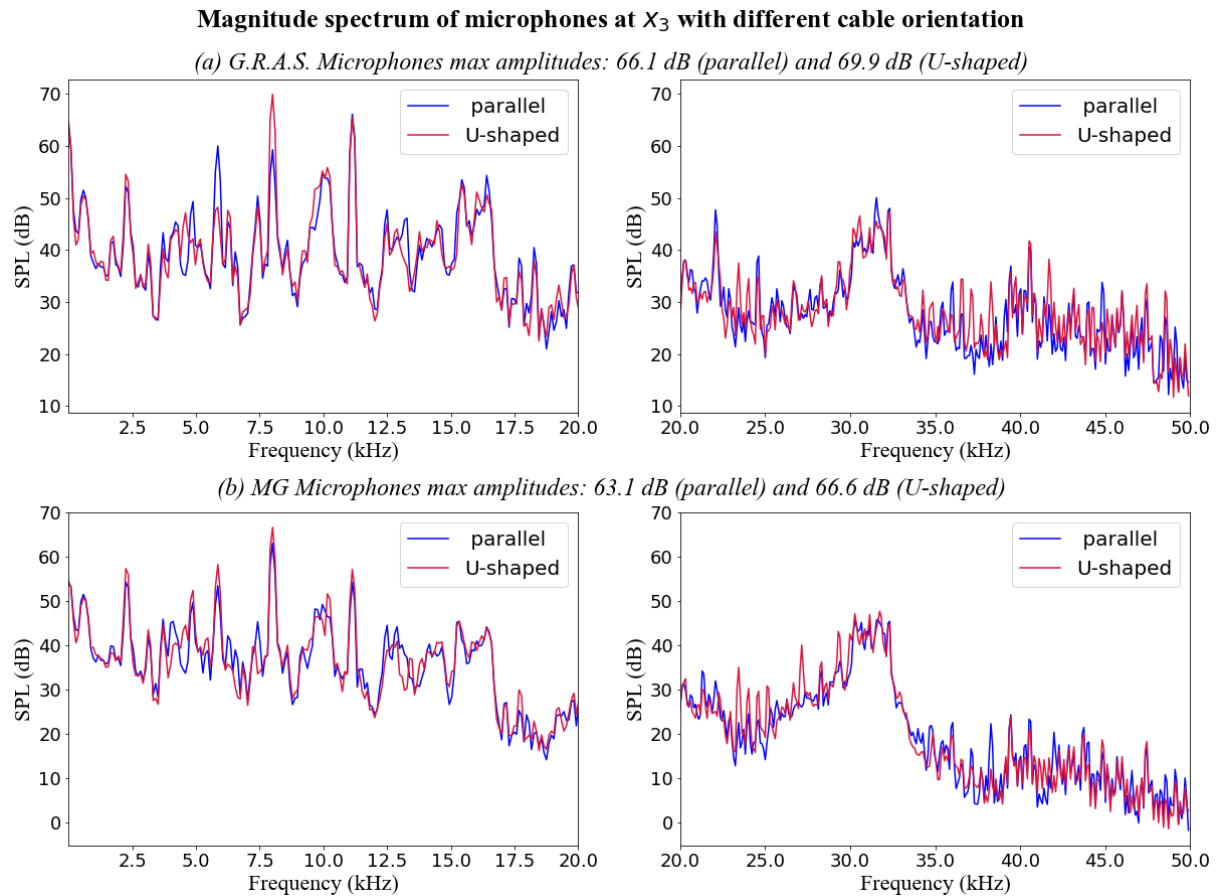 Magnitude spectrum of microphones at x₃ with different cable orientation
(a) G.R.A.S. Microphones max amplitudes: 66.1 dB (parallel) and 69.9 dB (U-shaped)
70
60
50
40
30
20
10
SPL (dB)
parallel
U-shaped
2.5 5.0 7.5 10.0 12.5 15.0 17.5 20.0
Frequency (kHz)
70
60
50
40
30
20
10
SPL (dB)
parallel
U-shaped
20.0 25.0 30.0 35.0 40.0 45.0 50.0
Frequency (kHz)
(b) MG Microphones max amplitudes: 63.1 dB (parallel) and 66.6 dB (U-shaped)
70
60
50
40
30
20
10
0
SPL (dB)
parallel
U-shaped
2.5 5.0 7.5 10.0 12.5 15.0 17.5 20.0
Frequency (kHz)
70
60
50
40
30
20
10
0
SPL (dB)
parallel
U-shaped
20.0 25.0 30.0 35.0 40.0 45.0 50.0
Frequency (kHz)